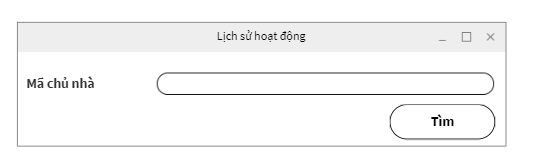 Lịch sử hoạt động
Mã chủ nhà
Tìm